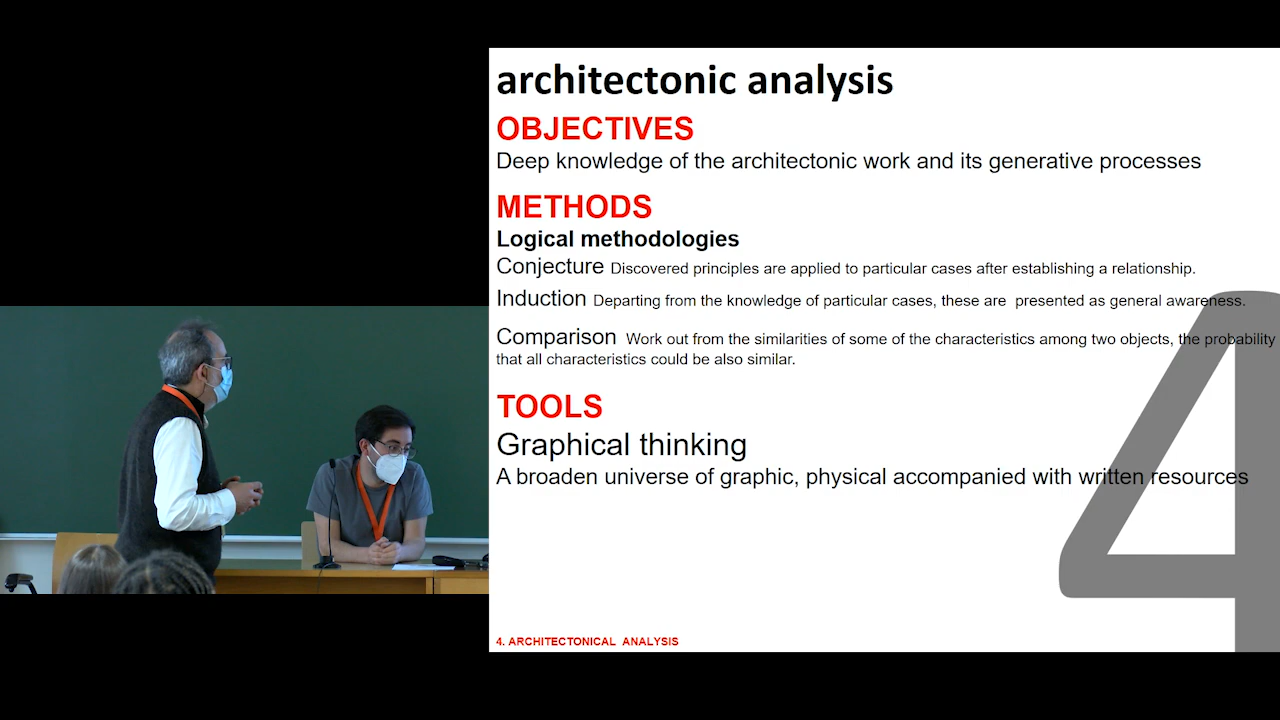 architectonic analysis
OBJECTIVES
Deep knowledge of the architectonic work and its generative processes
METHODS
Logical methodologies
Conjecture Discovered principles are applied to particular cases after establishing a relationship.
Induction Departing from the knowledge of particular cases, these are presented as general awareness.
Comparison Work out from the similarities of some of the characteristics among two objects, the probability
that all characteristics could be also similar.
TOOLS
Graphical thinking
A broaden universe of graphic, physical accompanied with written resources
4
4. ARCHITECTONICAL ANALYSIS